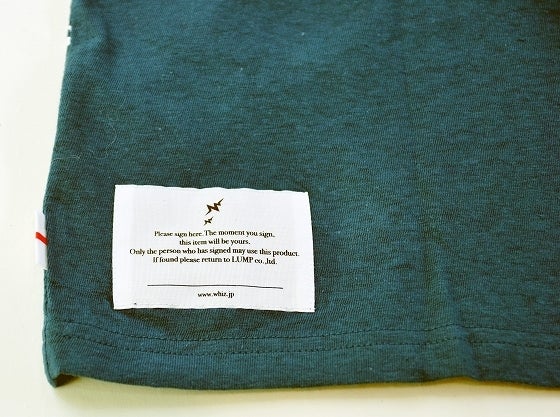 Please sign here. The moment you sign,
this item will be yours.
Only the person who has signed may use this product.
If found please return to LUMP co.,ltd.
www.whiz.jp